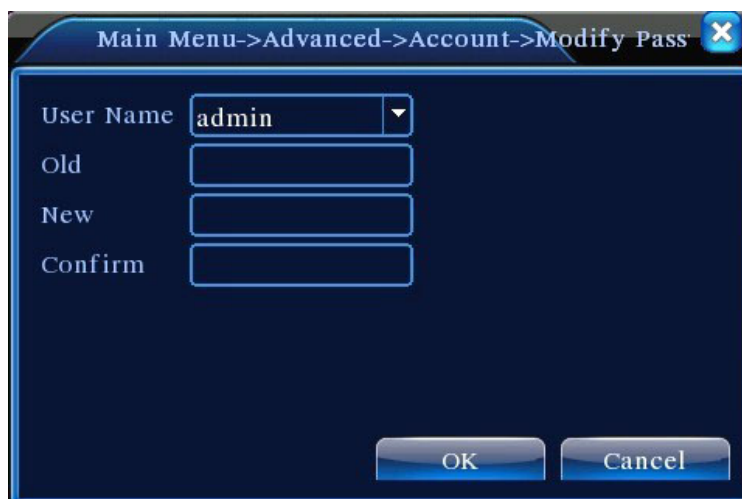 Main Menu->Advanced->Account->Modify Pass
User Name admin
Old
New
Confirm
OK Cancel